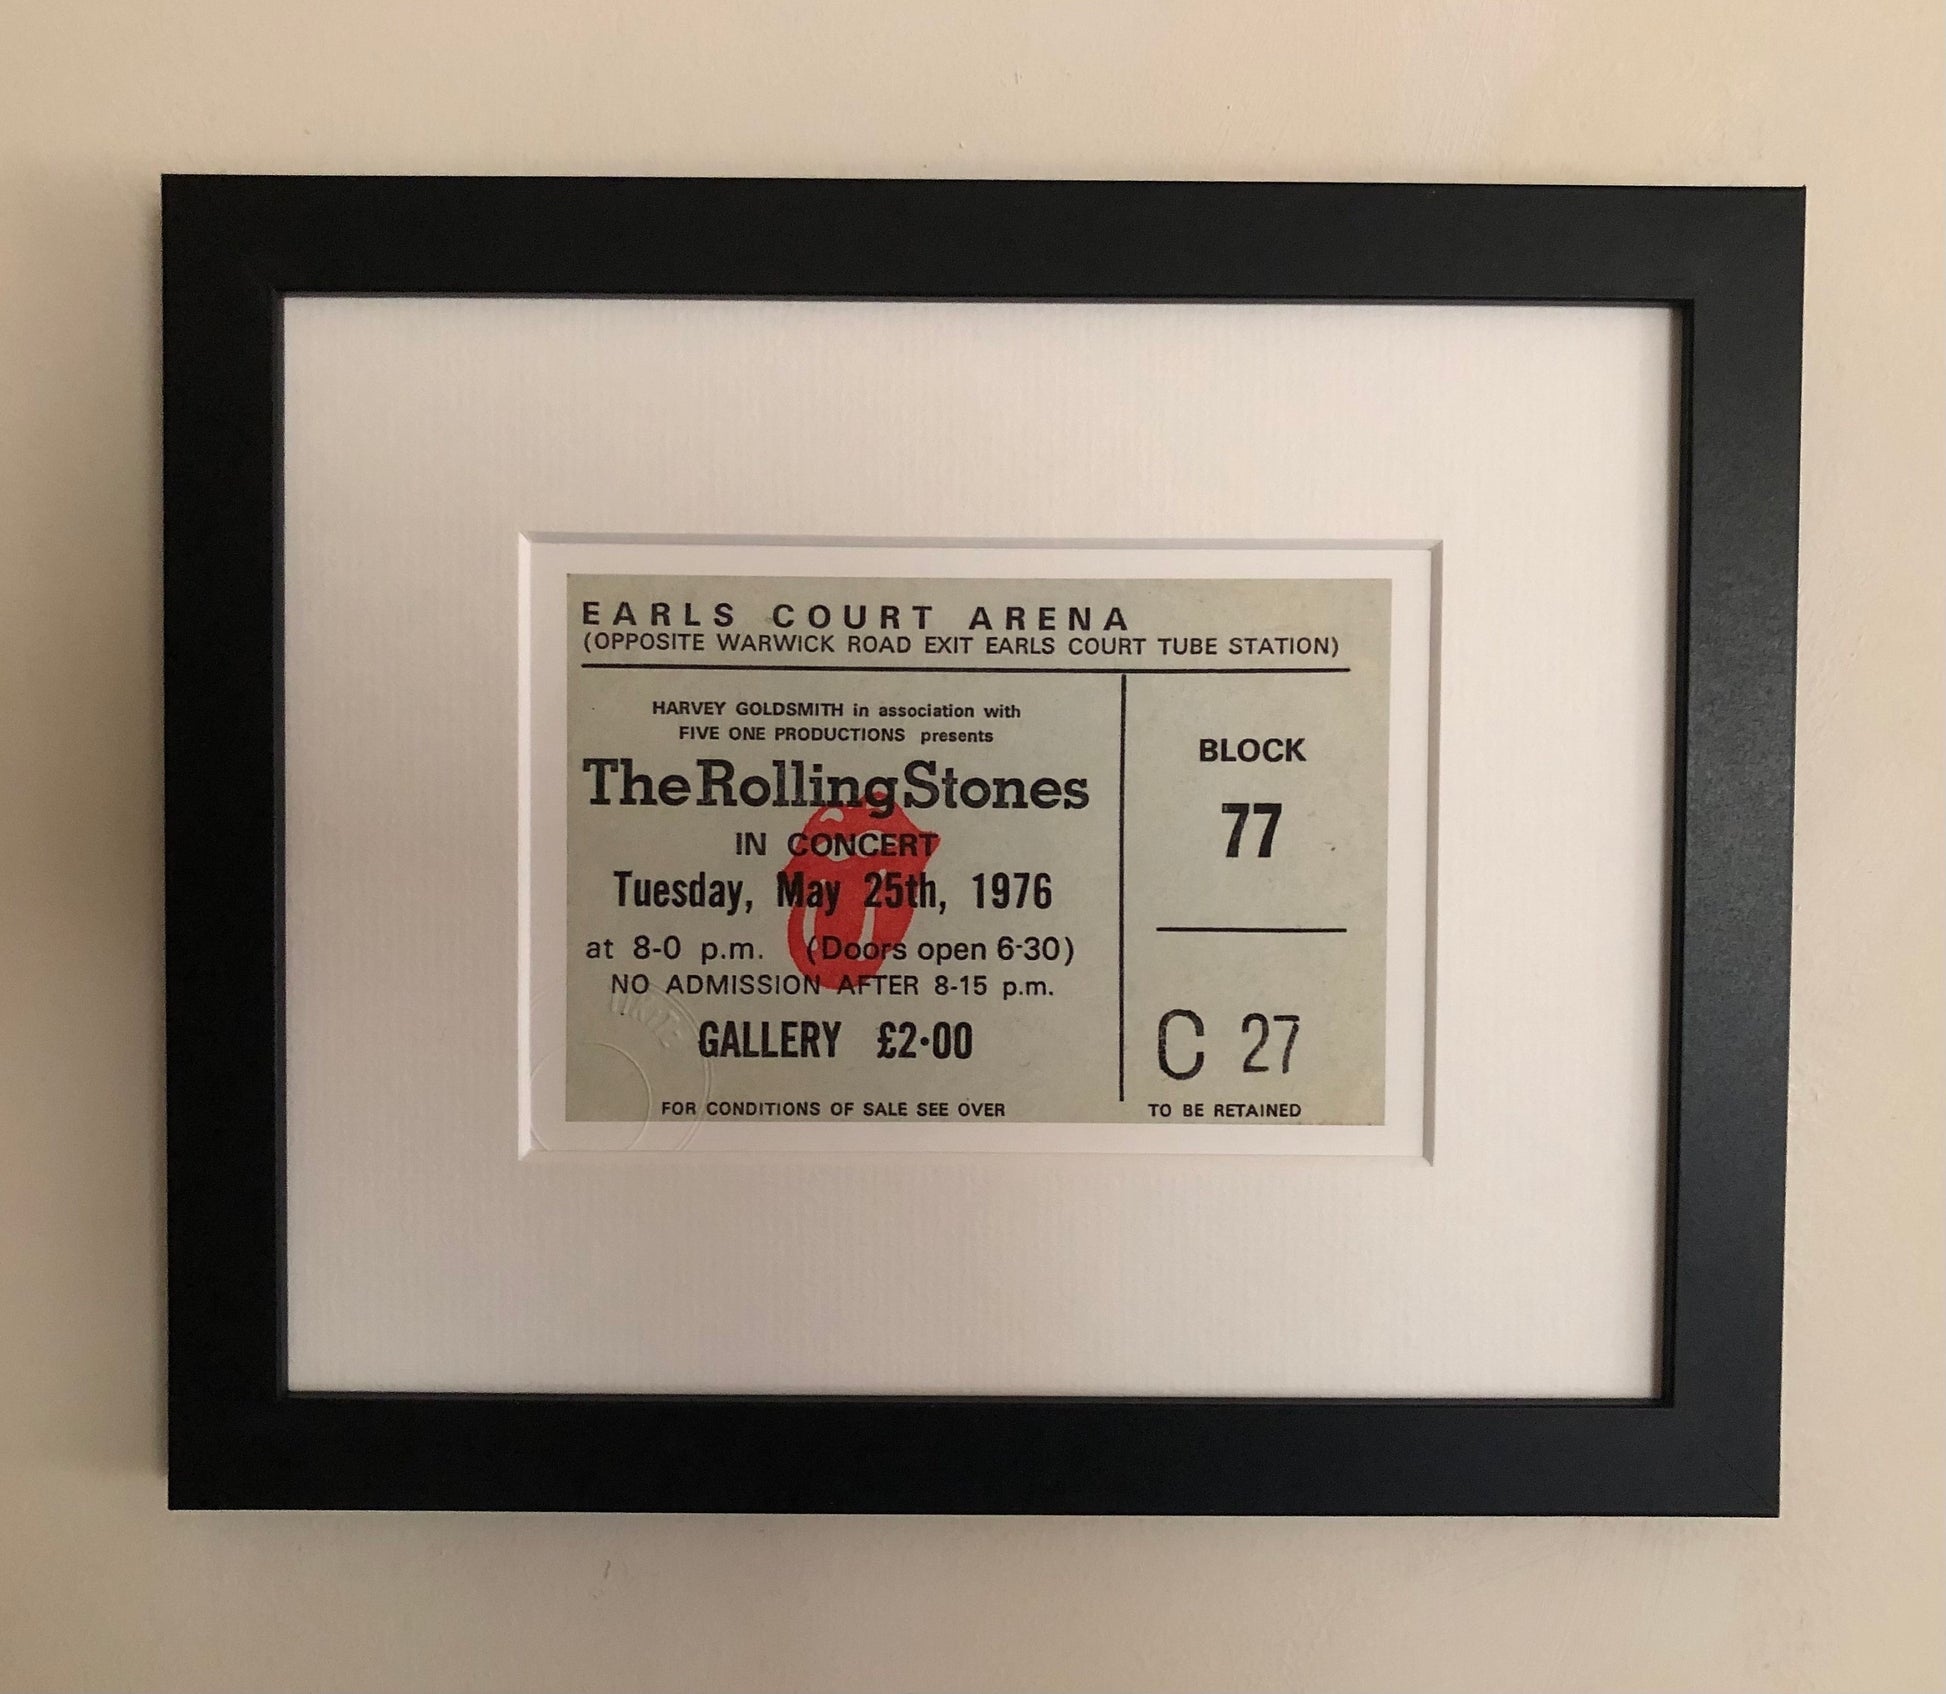 EARLS COURT ARENA
(OPPOSITE WARWICK ROAD EXIT EARLS COURT TUBE STATION)
HARVEY GOLDSMITH in association with
FIVE ONE PRODUCTIONS presents
The Rolling Stones
IN CONCERT
Tuesday, May 25th, 1976
at 8-0 p.m. (Doors open 6-30)
NO ADMISSION AFTER 8-15 p.m.
GALLERY £2·00
FOR CONDITIONS OF SALE SEE OVER
BLOCK
77
C 27
TO BE RETAINED